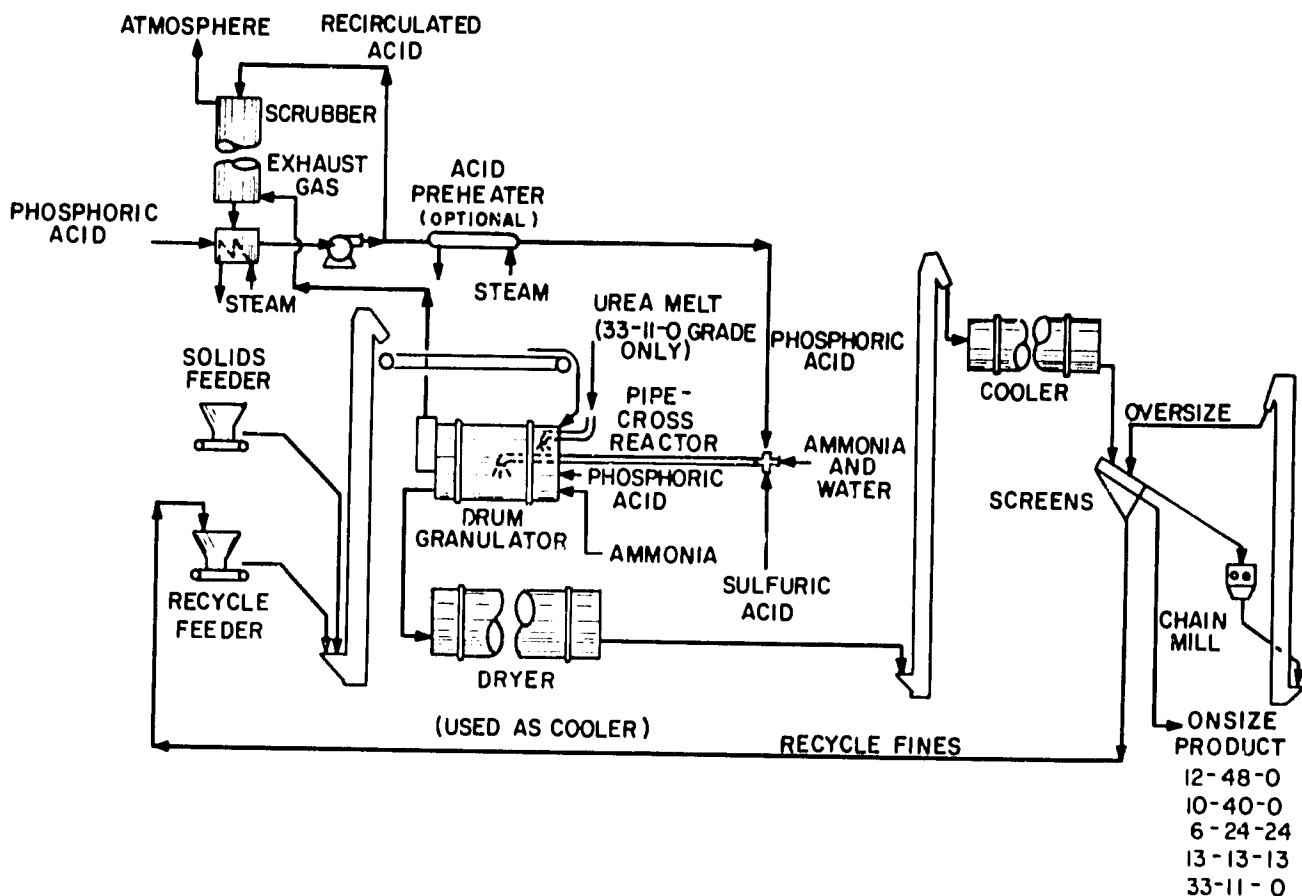 ATMOSPHERE
RECIRCULATED
ACID
SCRUBBER
EXHAUST
GAS
PHOSPHORIC
ACID
STEAM
ACID
PREHEATER
(OPTIONAL)
STEAM
UREA MELT
(33-11-0 GRADE
ONLY)
PHOSPHORIC
ACID
SOLIDS
FEEDER
PIPE-
CROSS
REACTOR
COOLER
OVERSIZE
AMMONIA
AND
WATER
PHOSPHORIC
ACID
SCREENS
DRUM
GRANULATOR
AMMONIA
SULFURIC
ACID
RECYCLE
FEEDER
CHAIN
MILL
DRYER
(USED AS COOLER)
RECYCLE FINES
ONSIZE
PRODUCT
12-48-0
10-40-0
6-24-24
13-13-13
33-11-0